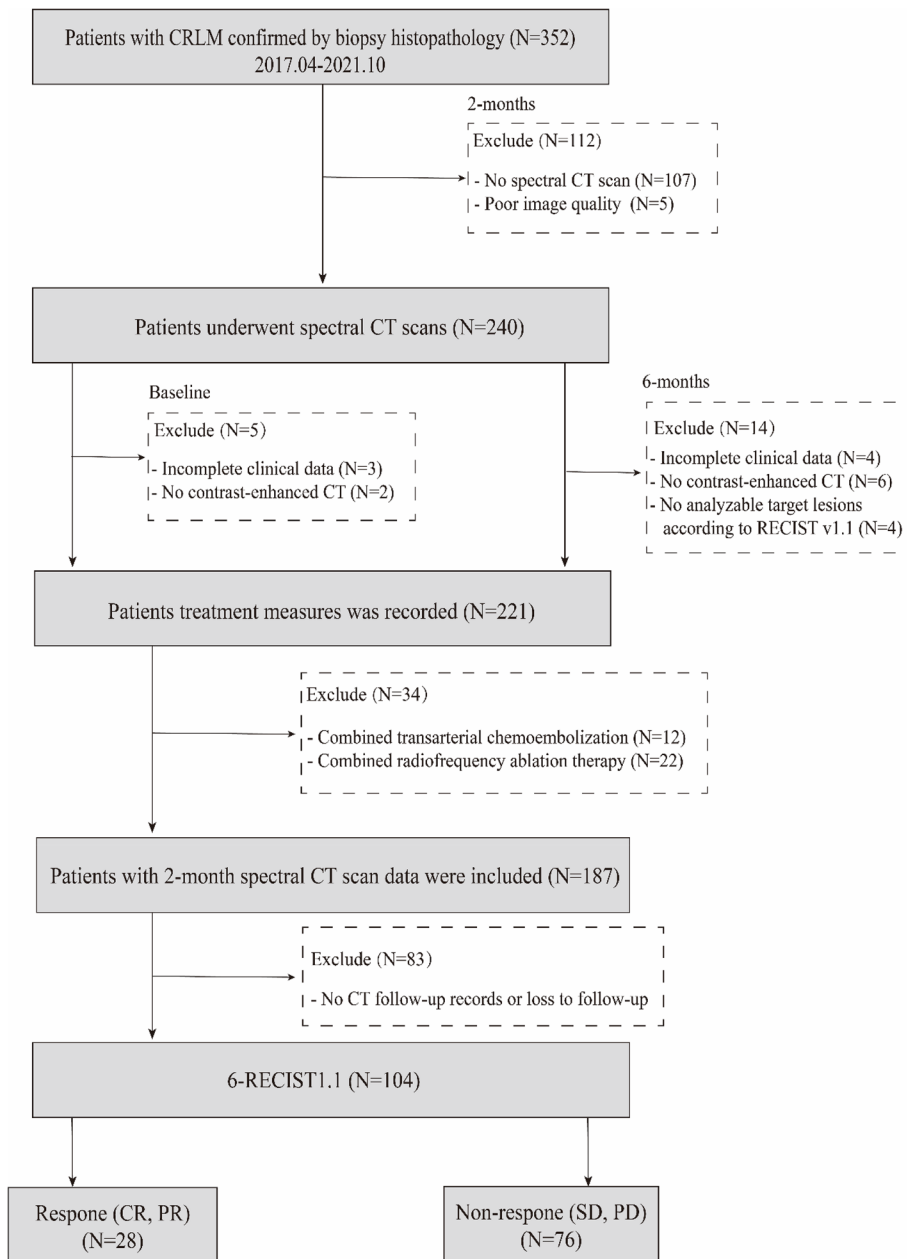 Patients with CRLM confirmed by biopsy histopathology (N=352)
2017.04-2021.10
2-months
Exclude (N=112)
- No spectral CT scan (N=107)
- Poor image quality (N=5)
Patients underwent spectral CT scans (N=240)
Baseline
Exclude (N=5)
- Incomplete clinical data (N=3)
- No contrast-enhanced CT (N=2)
6-months
Exclude (N=14)
- Incomplete clinical data (N=4)
- No contrast-enhanced CT (N=6)
- No analyzable target lesions
according to RECIST v1.1 (N=4)
Patients treatment measures was recorded (N=221)
Exclude (N=34)
- Combined transarterial chemoembolization (N=12)
- Combined radiofrequency ablation therapy (N=22)
Patients with 2-month spectral CT scan data were included (N=187)
Exclude (N=83)
- No CT follow-up records or loss to follow-up
6-RECIST1.1 (N=104)
Respone (CR, PR)
(N=28)
Non-respone (SD, PD)
(N=76)